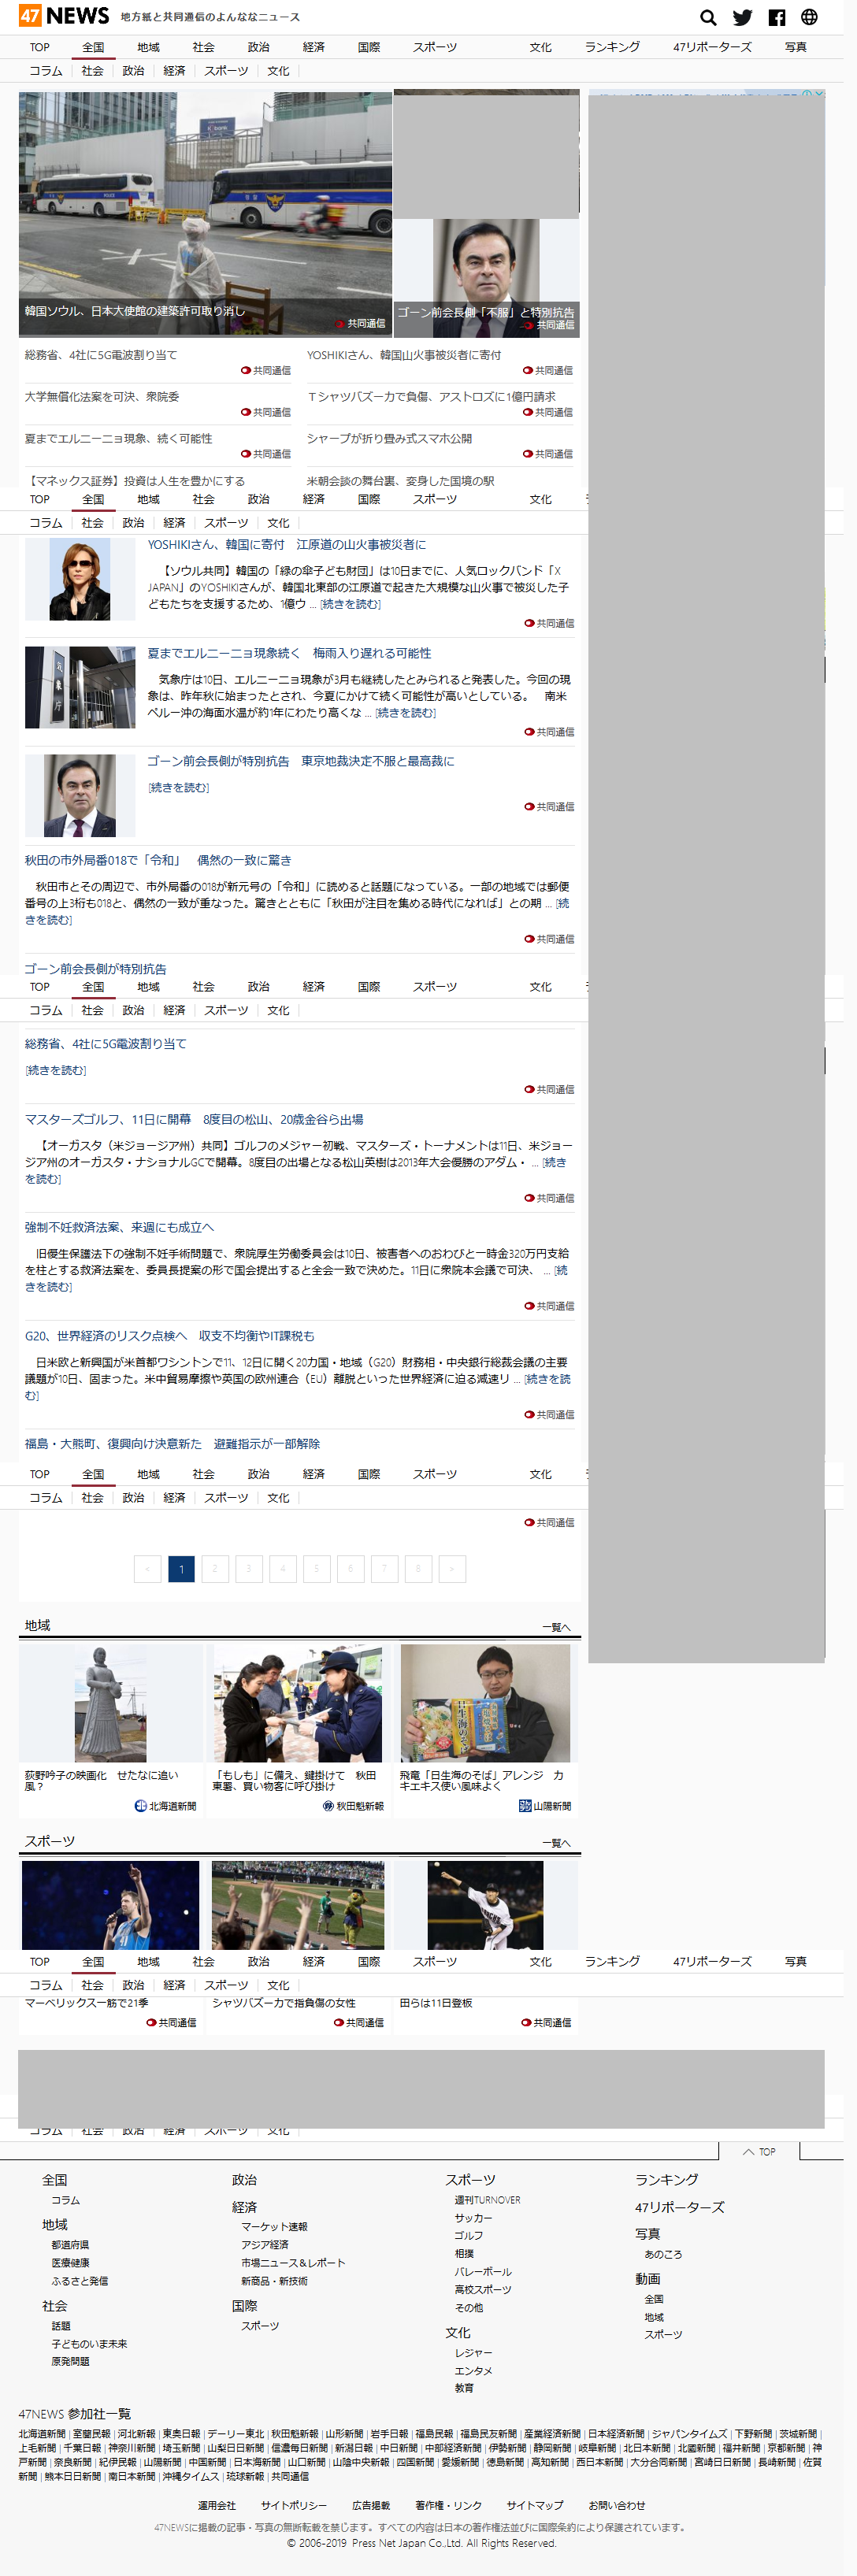 47 NEWS 地方紙と共同通信のよんななニュース
TOP 全国 地域 社会 政治 経済 国際 スポーツ 文化 ランキング 47リポーターズ 写真
コラム 社会 政治 経済 スポーツ 文化
韓国ソウル、日本大使館の建築許可取り消し
共同通信
ゴーン前会長側「不服」と特別抗告
共同通信
総務省、4社に5G電波割り当て
共同通信
YOSHIKIさん、韓国山火事被災者に寄付
共同通信
大学無償化法案を可決、衆院委
共同通信
Ｔシャツバズーカで負傷、アストロズに1億円請求
共同通信
夏までエルニーニョ現象、続く可能性
共同通信
シャープが折り畳み式スマホ公開
共同通信
【マネックス証券】投資は人生を豊かにする
米朝会談の舞台裏、変身した国境の駅
TOP 全国 地域 社会 政治 経済 国際 スポーツ 文化
コラム 社会 政治 経済 スポーツ 文化
YOSHIKIさん、韓国に寄付　江原道の山火事被災者に
【ソウル共同】韓国の「緑の傘子ども財団」は10日までに、人気ロックバンド「X
JAPAN」のYOSHIKIさんが、韓国北東部の江原道で起きた大規模な山火事で被災した子
どもたちを支援するため、1億ウ ... [続きを読む]
共同通信
夏までエルニーニョ現象続く　梅雨入り遅れる可能性
気象庁は10日、エルニーニョ現象が3月も継続したとみられると発表した。今回の現
象は、昨年秋に始まったとされ、今夏にかけて続く可能性が高いとしている。　南米
ペルー沖の海面水温が約1年にわたり高くな ... [続きを読む]
共同通信
ゴーン前会長側が特別抗告　東京地裁決定不服と最高裁に
[続きを読む]
共同通信
秋田の市外局番018で「令和」　偶然の一致に驚き
秋田市とその周辺で、市外局番の018が新元号の「令和」に読めると話題になっている。一部の地域では郵便
番号の上3桁も018と、偶然の一致が重なった。驚きとともに「秋田が注目を集める時代になれば」との期 ... [続
きを読む]
共同通信
ゴーン前会長側が特別抗告
TOP 全国 地域 社会 政治 経済 国際 スポーツ 文化
コラム 社会 政治 経済 スポーツ 文化
総務省、4社に5G電波割り当て
[続きを読む]
共同通信
マスターズゴルフ、11日に開幕　8度目の松山、20歳金谷ら出場
【オーガスタ（米ジョージア州）共同】ゴルフのメジャー初戦、マスターズ・トーナメントは11日、米ジョー
ジア州のオーガスタ・ナショナルGCで開幕。8度目の出場となる松山英樹は2013年大会優勝のアダム・ ... [続き
を読む]
共同通信
強制不妊救済法案、来週にも成立へ
旧優生保護法下の強制不妊手術問題で、衆院厚生労働委員会は10日、被害者へのおわびと一時金320万円支給
を柱とする救済法案を、委員長提案の形で国会提出すると全会一致で決めた。11日に衆院本会議で可決、 ... [続
きを読む]
共同通信
G20、世界経済のリスク点検へ　収支不均衡やIT課税も
日米欧と新興国が米首都ワシントンで11、12日に開く20カ国・地域（G20）財務相・中央銀行総裁会議の主要
議題が10日、固まった。米中貿易摩擦や英国の欧州連合（EU）離脱といった世界経済に迫る減速リ ... [続きを読
む]
共同通信
福島・大熊町、復興向け決意新た　避難指示が一部解除
TOP 全国 地域 社会 政治 経済 国際 スポーツ 文化
コラム 社会 政治 経済 スポーツ 文化
共同通信
< 1 2 3 4 5 6 7 8 >
地域 一覧へ
荻野吟子の映画化　せたなに追い
風？
北海道新聞
「もしも」に備え、鍵掛けて　秋田
東署、買い物客に呼び掛け
秋田魁新報
飛竜「日生海のそば」アレンジ　カ
キエキス使い風味よく
山陽新聞
スポーツ 一覧へ
TOP 全国 地域 社会 政治 経済 国際 スポーツ 文化 ランキング 47リポーターズ 写真
コラム 社会 政治 経済 スポーツ 文化
マーベリックス一筋で21季
共同通信
シャツバズーカで指負傷の女性
共同通信
田らは11日登板
共同通信
コラム 社会 政治 経済 スポーツ 文化
TOP
全国
コラム
地域
都道府県
医療健康
ふるさと発信
社会
話題
子どものいま未来
原発問題
政治
経済
マーケット速報
アジア経済
市場ニュース＆レポート
新商品・新技術
国際
スポーツ
スポーツ
週刊TURNOVER
サッカー
ゴルフ
相撲
バレーボール
高校スポーツ
その他
文化
レジャー
エンタメ
教育
ランキング
47リポーターズ
写真
あのころ
動画
全国
地域
スポーツ
47NEWS 参加社一覧
北海道新聞 | 室蘭民報 | 河北新報 | 東奥日報 | デーリー東北 | 秋田魁新報 | 山形新聞 | 岩手日報 | 福島民報 | 福島民友新聞 | 産業経済新聞 | 日本経済新聞 | ジャパンタイムズ | 下野新聞 | 茨城新聞 |
上毛新聞 | 千葉日報 | 神奈川新聞 | 埼玉新聞 | 山梨日日新聞 | 信濃毎日新聞 | 新潟日報 | 中日新聞 | 中部経済新聞 | 伊勢新聞 | 静岡新聞 | 岐阜新聞 | 北日本新聞 | 北國新聞 | 福井新聞 | 京都新聞 | 神
戸新聞 | 奈良新聞 | 紀伊民報 | 山陽新聞 | 中国新聞 | 日本海新聞 | 山口新聞 | 山陰中央新報 | 四国新聞 | 愛媛新聞 | 徳島新聞 | 高知新聞 | 西日本新聞 | 大分合同新聞 | 宮崎日日新聞 | 長崎新聞 | 佐賀
新聞 | 熊本日日新聞 | 南日本新聞 | 沖縄タイムス | 琉球新報 | 共同通信
運用会社 サイトポリシー 広告掲載 著作権・リンク サイトマップ お問い合わせ
47NEWSに掲載の記事・写真の無断転載を禁じます。すべての内容は日本の著作権法並びに国際条約により保護されています。
© 2006-2019 Press Net Japan Co.,Ltd. All Rights Reserved.